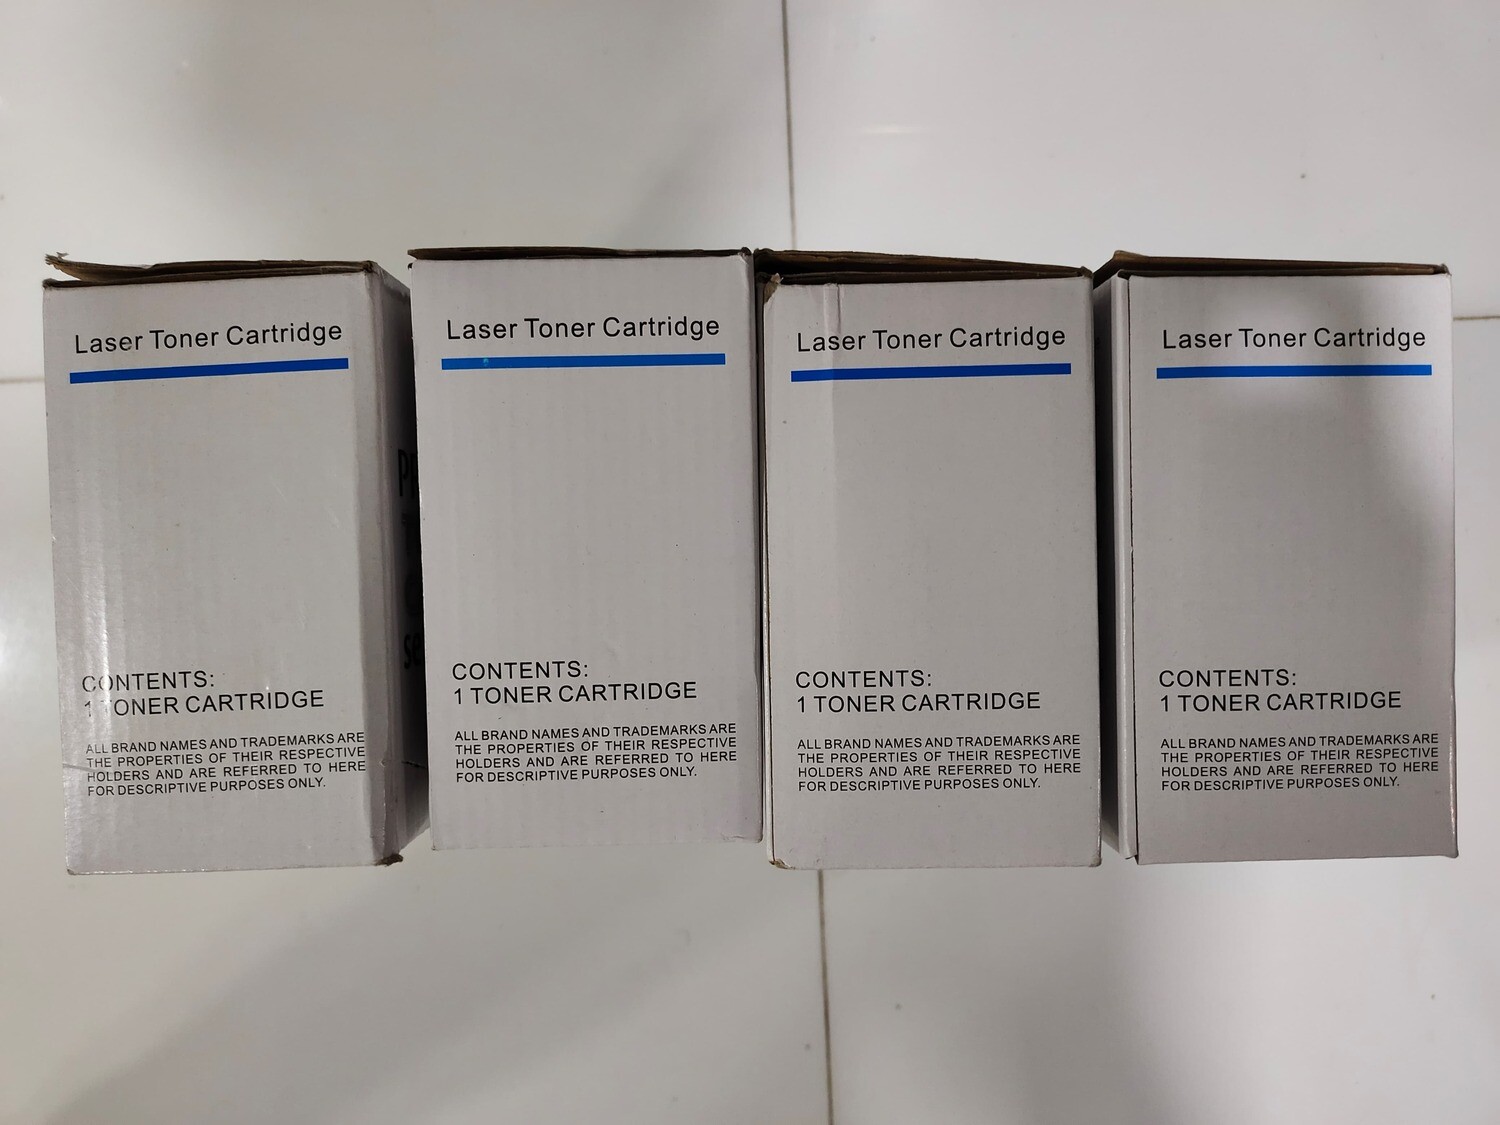 Laser Toner Cartridge
CONTENTS:
1 TONER CARTRIDGE
ALL BRAND NAMES AND TRADEMARKS ARE
THE PROPERTIES OF THEIR RESPECTIVE
HOLDERS AND ARE REFERRED TO HERE
FOR DESCRIPTIVE PURPOSES ONLY.
Laser Toner Cartridge
CONTENTS:
1 TONER CARTRIDGE
ALL BRAND NAMES AND TRADEMARKS ARE
THE PROPERTIES OF THEIR RESPECTIVE
HOLDERS AND ARE REFERRED TO HERE
FOR DESCRIPTIVE PURPOSES ONLY.
Laser Toner Cartridge
CONTENTS:
1 TONER CARTRIDGE
ALL BRAND NAMES AND TRADEMARKS ARE
THE PROPERTIES OF THEIR RESPECTIVE
HOLDERS AND ARE REFERRED TO HERE
FOR DESCRIPTIVE PURPOSES ONLY.
Laser Toner Cartridge
CONTENTS:
1 TONER CARTRIDGE
ALL BRAND NAMES AND TRADEMARKS ARE
THE PROPERTIES OF THEIR RESPECTIVE
HOLDERS AND ARE REFERRED TO HERE
FOR DESCRIPTIVE PURPOSES ONLY.